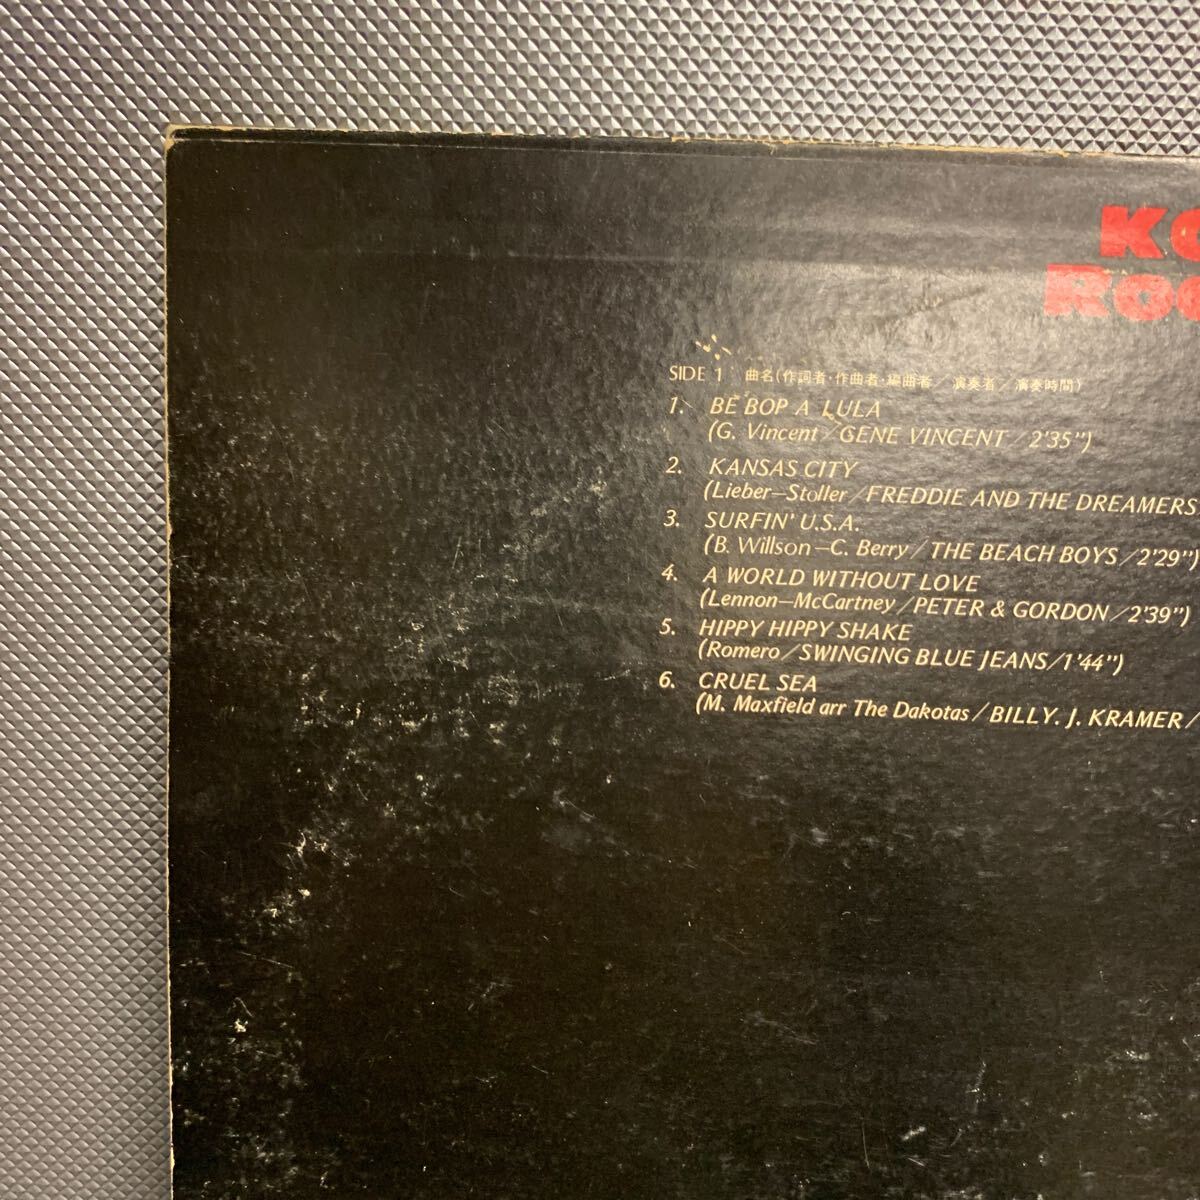 SIDE 1 曲名(作詞者・作曲者・編曲者／演奏者／演奏時間)
1. BE BOP A LULA
(G. Vincent／GENE VINCENT／2'35")
2. KANSAS CITY
(Lieber—Stoller／FREDDIE AND THE DREAMERS
3. SURFIN' U.S.A.
(B. Willson—C. Berry／THE BEACH BOYS／2'29")
4. A WORLD WITHOUT LOVE
(Lennon—McCartney／PETER & GORDON／2'39")
5. HIPPY HIPPY SHAKE
(Romero／SWINGING BLUE JEANS／1'44")
6. CRUEL SEA
(M. Maxfield arr The Dakotas／BILLY. J. KRAMER／